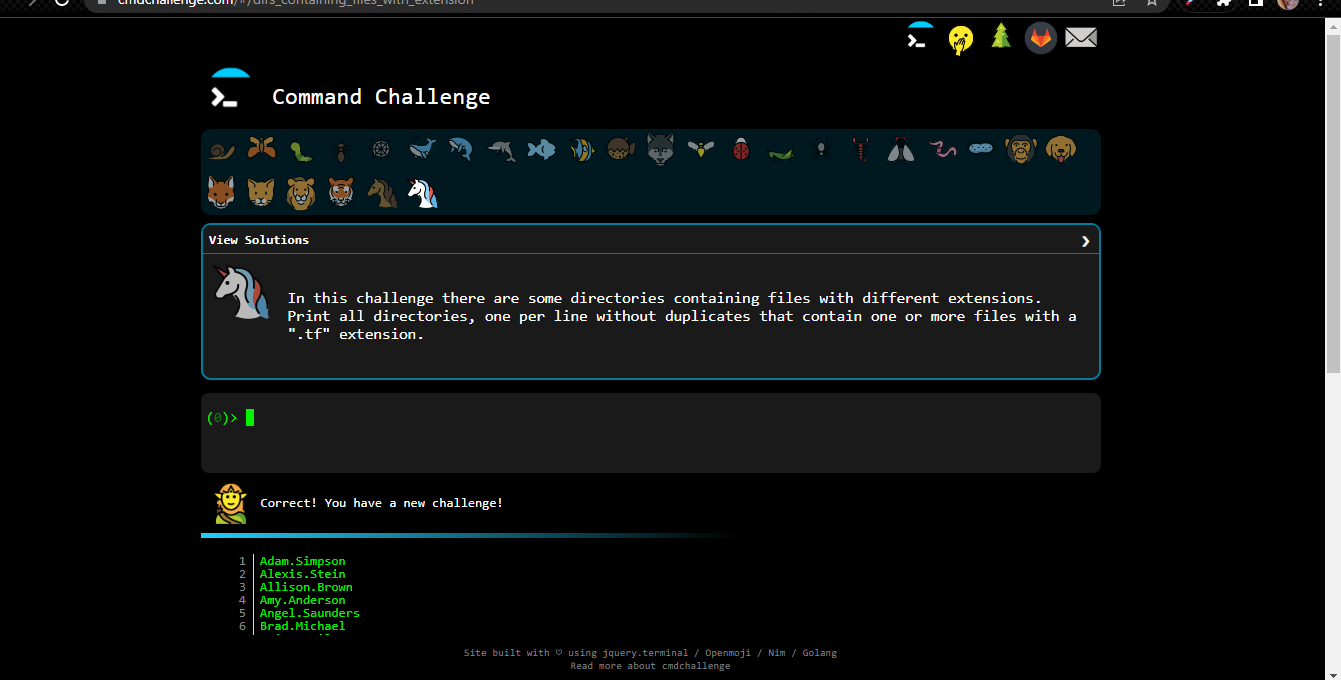 cmdchallenge.com/#/dirs_containing_files_with_extension
Command Challenge
View Solutions
In this challenge there are some directories containing files with different extensions.
Print all directories, one per line without duplicates that contain one or more files with a
".tf" extension.
(0)>
Correct! You have a new challenge!
1 Adam.Simpson
2 Alexis.Stein
3 Allison.Brown
4 Amy.Anderson
5 Angel.Saunders
6 Brad.Michael
Site built with ♡ using jquery.terminal / Openmoji / Nim / Golang
Read more about cmdchallenge